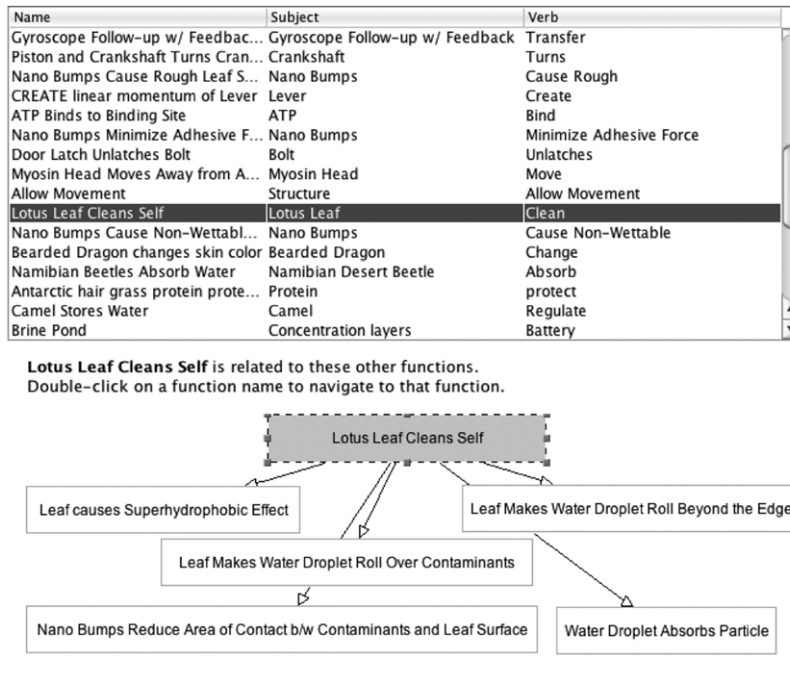 Name Subject Verb
Gyroscope Follow-up w/ Feedbac... Gyroscope Follow-up w/ Feedback Transfer
Piston and Crankshaft Turns Cran... Crankshaft Turns
Nano Bumps Cause Rough Leaf S... Nano Bumps Cause Rough
CREATE linear momentum of Lever Lever Create
ATP Binds to Binding Site ATP Bind
Nano Bumps Minimize Adhesive F... Nano Bumps Minimize Adhesive Force
Door Latch Unlatches Bolt Bolt Unlatches
Myosin Head Moves Away from A... Myosin Head Move
Allow Movement Structure Allow Movement
Lotus Leaf Cleans Self Lotus Leaf Clean
Nano Bumps Cause Non-Wettabl... Nano Bumps Cause Non-Wettable
Bearded Dragon changes skin color Bearded Dragon Change
Namibian Beetles Absorb Water Namibian Desert Beetle Absorb
Antarctic hair grass protein prote... Protein protect
Camel Stores Water Camel Regulate
Brine Pond Concentration layers Battery
Lotus Leaf Cleans Self is related to these other functions.
Double-click on a function name to navigate to that function.
Lotus Leaf Cleans Self
Leaf causes Superhydrophobic Effect
Leaf Makes Water Droplet Roll Beyond the Edge
Leaf Makes Water Droplet Roll Over Contaminants
Nano Bumps Reduce Area of Contact b/w Contaminants and Leaf Surface
Water Droplet Absorbs Particle